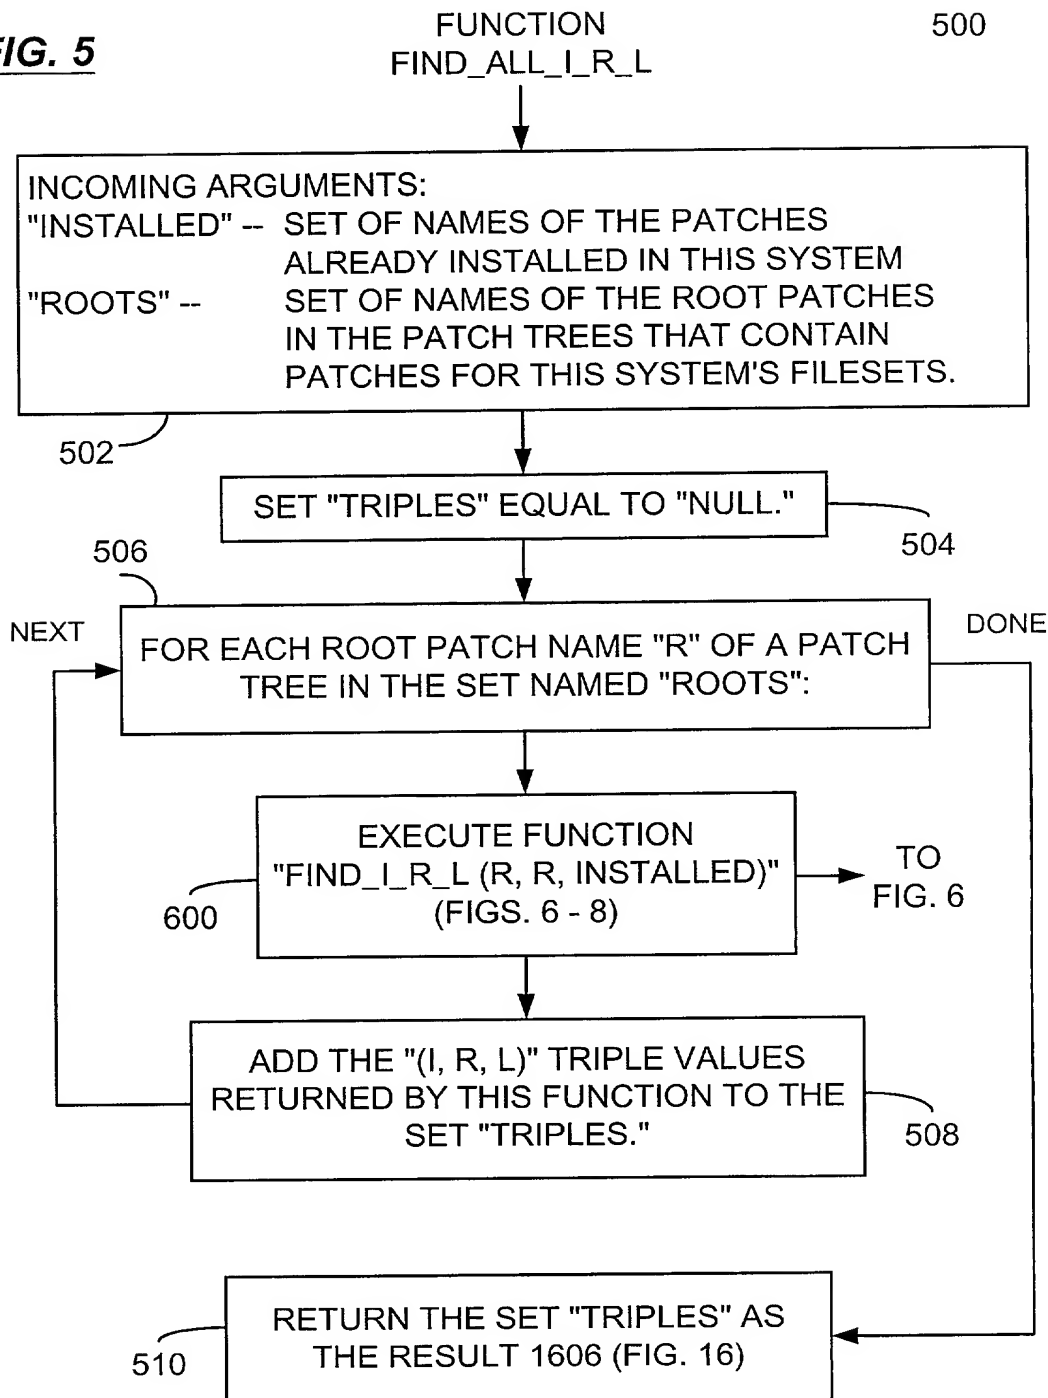 FIG. 5
FUNCTION
FIND_ALL_I_R_L
500
INCOMING ARGUMENTS:
"INSTALLED" -- SET OF NAMES OF THE PATCHES
ALREADY INSTALLED IN THIS SYSTEM
"ROOTS" -- SET OF NAMES OF THE ROOT PATCHES
IN THE PATCH TREES THAT CONTAIN
PATCHES FOR THIS SYSTEM'S FILESETS.
502
SET "TRIPLES" EQUAL TO "NULL."
504
506
NEXT
DONE
FOR EACH ROOT PATCH NAME "R" OF A PATCH
TREE IN THE SET NAMED "ROOTS":
EXECUTE FUNCTION
"FIND_I_R_L (R, R, INSTALLED)"
(FIGS. 6 - 8)
600
TO
FIG. 6
ADD THE "(I, R, L)" TRIPLE VALUES
RETURNED BY THIS FUNCTION TO THE
SET "TRIPLES."
508
RETURN THE SET "TRIPLES" AS
THE RESULT 1606 (FIG. 16)
510